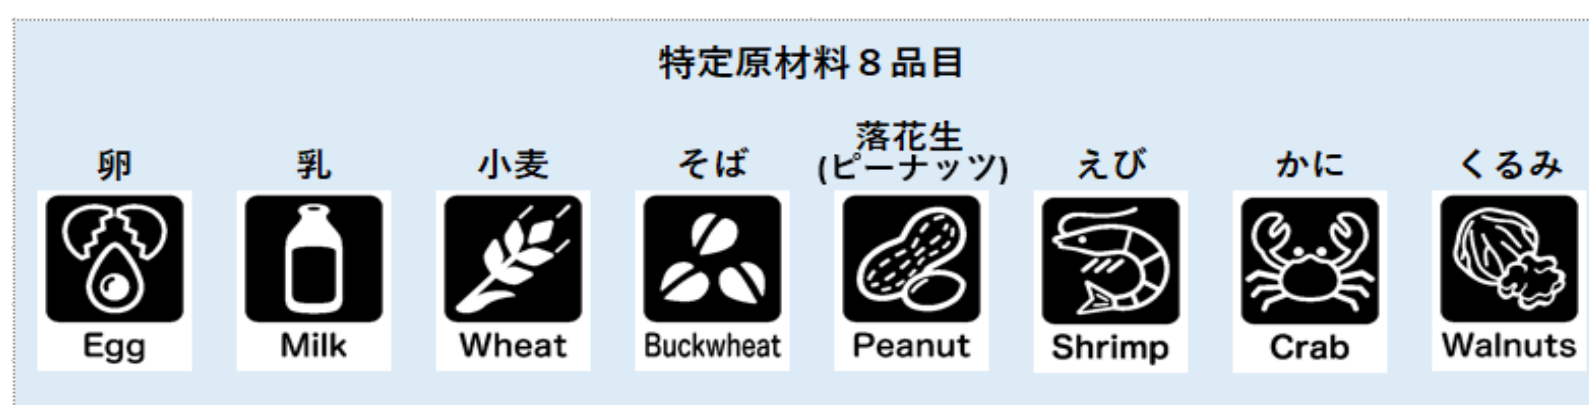 特定原材料８品目
卵
乳
小麦
そば
落花生
(ピーナッツ)
えび
かに
くるみ
Egg
Milk
Wheat
Buckwheat
Peanut
Shrimp
Crab
Walnuts